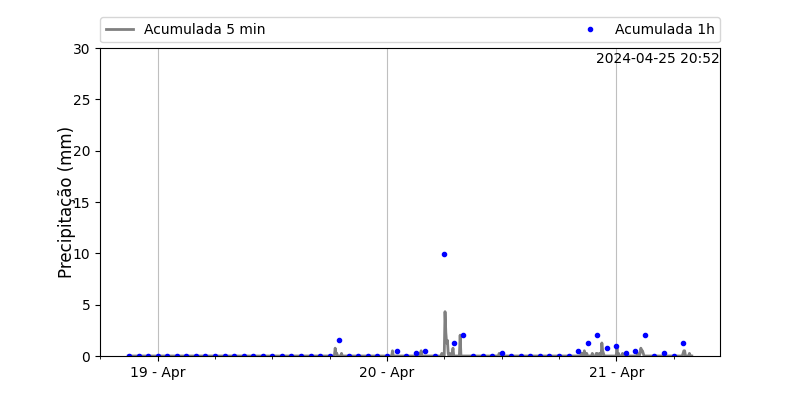 Acumulada 5 min
Acumulada 1h
2024-04-25 20:52
Precipitação (mm)
30
25
20
15
10
5
0
19 - Apr
20 - Apr
21 - Apr